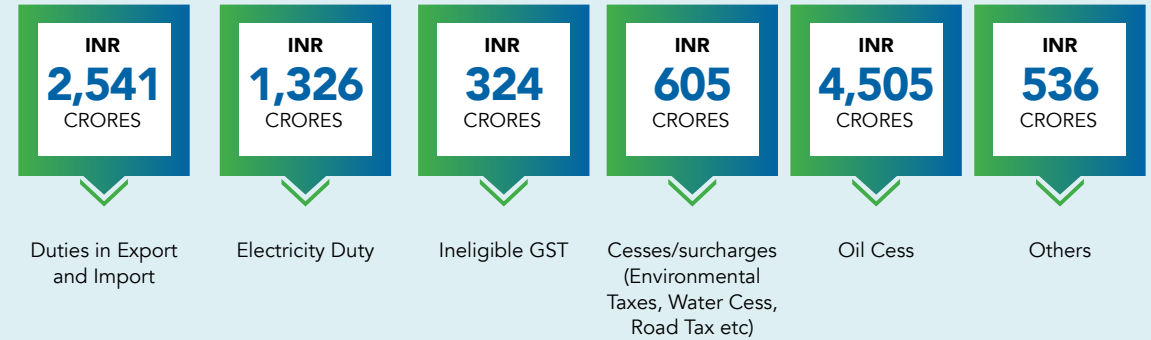 INR
2,541
CRORES
Duties in Export
and Import
INR
1,326
CRORES
Electricity Duty
INR
324
CRORES
Ineligible GST
INR
605
CRORES
Cesses/surcharges
(Environmental
Taxes, Water Cess,
Road Tax etc)
INR
4,505
CRORES
Oil Cess
INR
536
CRORES
Others